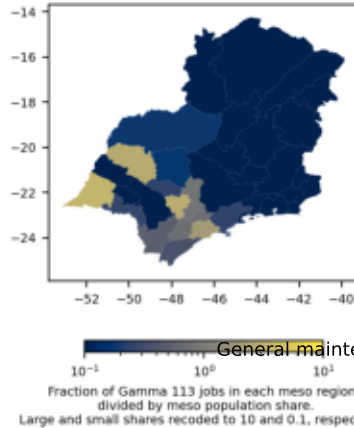 −14
−16
−18
−20
−22
−24
−52 −50 −48 −46 −44 −42 −40
General mainte
10⁻¹ 10⁰ 10¹
Fraction of Gamma 113 jobs in each meso region
divided by meso population share.
Large and small shares recoded to 10 and 0.1, respec